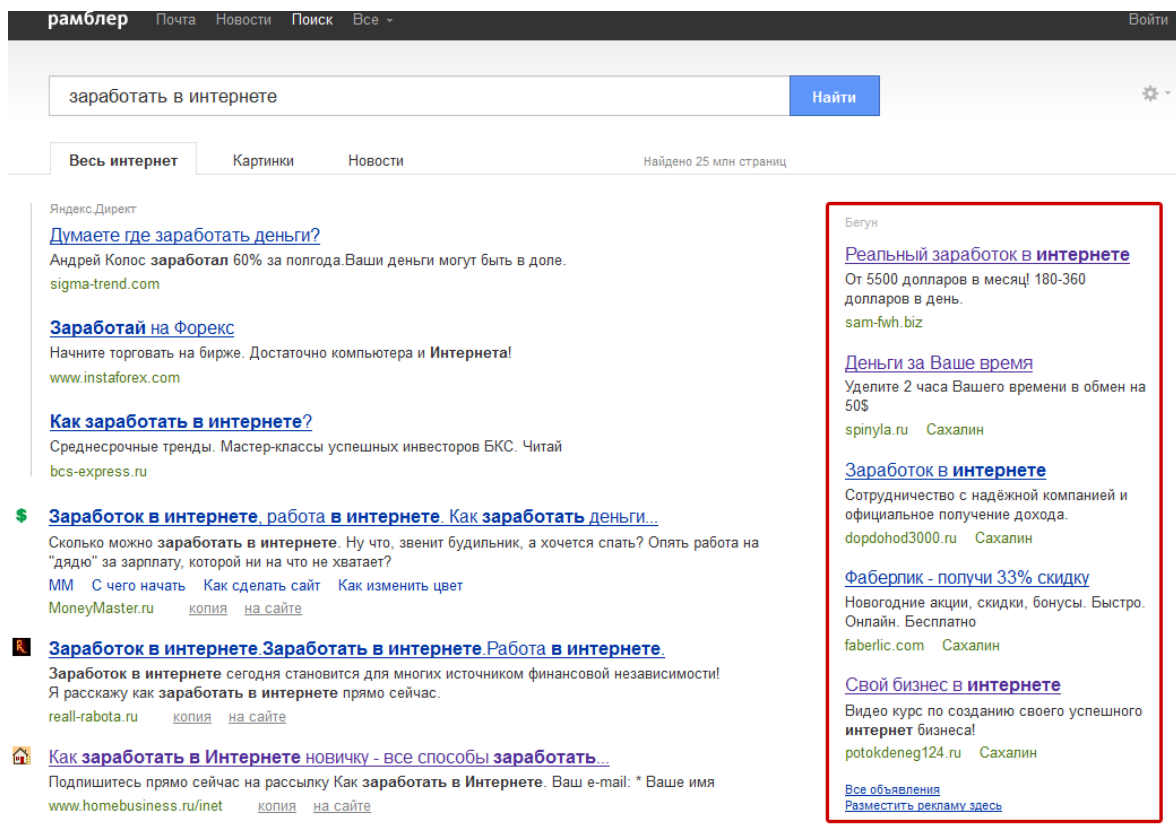 рамблер Почта Новости Поиск Все Войти
заработать в интернете Найти
Весь интернет Картинки Новости Найдено 25 млн страниц
Яндекс.Директ
Думаете где заработать деньги?
Андрей Колос заработал 60% за полгода.Ваши деньги могут быть в доле.
sigma-trend.com
Заработай на Форекс
Начните торговать на бирже. Достаточно компьютера и Интернета!
www.instaforex.com
Как заработать в интернете?
Среднесрочные тренды. Мастер-классы успешных инвесторов БКС. Читай
bcs-express.ru
$ Заработок в интернете, работа в интернете. Как заработать деньги...
Сколько можно заработать в интернете. Ну что, звенит будильник, а хочется спать? Опять работа на
"дядю" за зарплату, которой ни на что не хватает?
ММ С чего начать Как сделать сайт Как изменить цвет
MoneyMaster.ru копия на сайте
R Заработок в интернете.Заработать в интернете.Работа в интернете.
Заработок в интернете сегодня становится для многих источником финансовой независимости!
Я расскажу как заработать в интернете прямо сейчас.
reall-rabota.ru копия на сайте
Как заработать в Интернете новичку - все способы заработать...
Подпишитесь прямо сейчас на рассылку Как заработать в Интернете. Ваш e-mail: * Ваше имя
www.homebusiness.ru/inet копия на сайте
Бегун
Реальный заработок в интернете
От 5500 долларов в месяц! 180-360
долларов в день.
sam-fwh.biz
Деньги за Ваше время
Уделите 2 часа Вашего времени в обмен на
50$
spinyla.ru Сахалин
Заработок в интернете
Сотрудничество с надёжной компанией и
официальное получение дохода.
dopdohod3000.ru Сахалин
Фаберлик - получи 33% скидку
Новогодние акции, скидки, бонусы. Быстро.
Онлайн. Бесплатно
faberlic.com Сахалин
Свой бизнес в интернете
Видео курс по созданию своего успешного
интернет бизнеса!
potokdeneg124.ru Сахалин
Все объявления
Разместить рекламу здесь